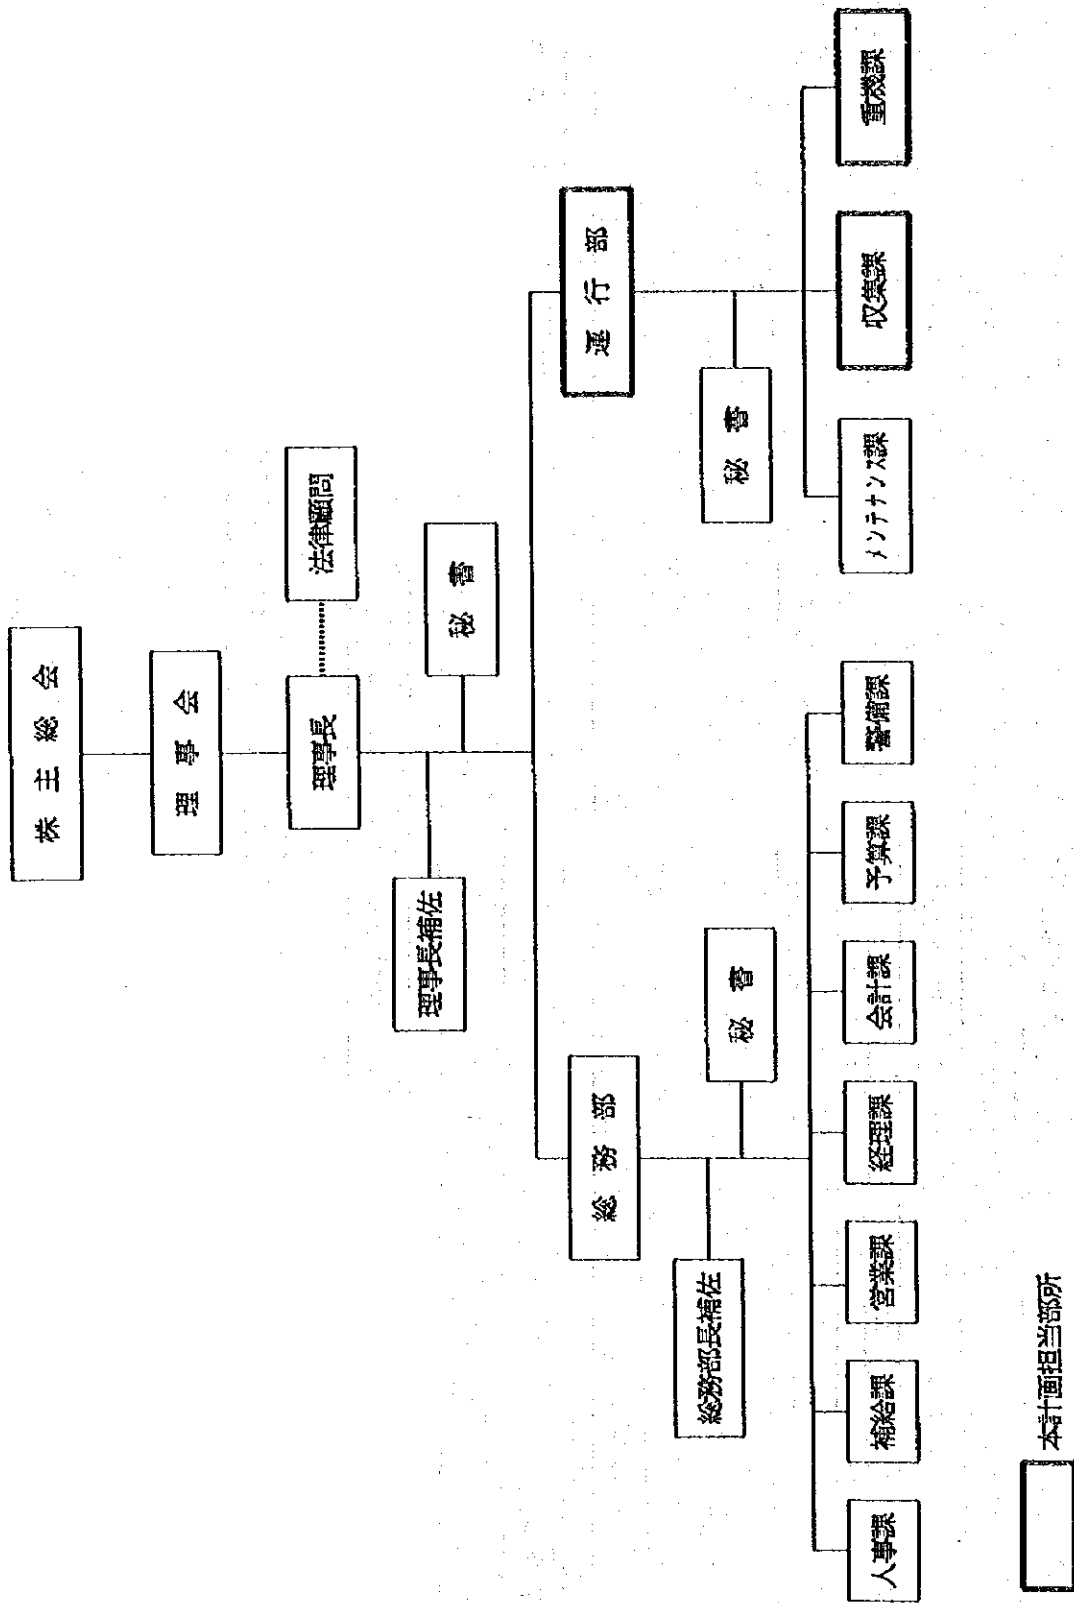 株主総会
理事会
理事長
法律顧問
理事長補佐
秘書
総務部
運行部
総務部長補佐
秘書
秘書
人事課
補給課
営業課
経理課
会計課
予算課
警備課
メンテナンス課
収集課
重機課
本計画担当部所